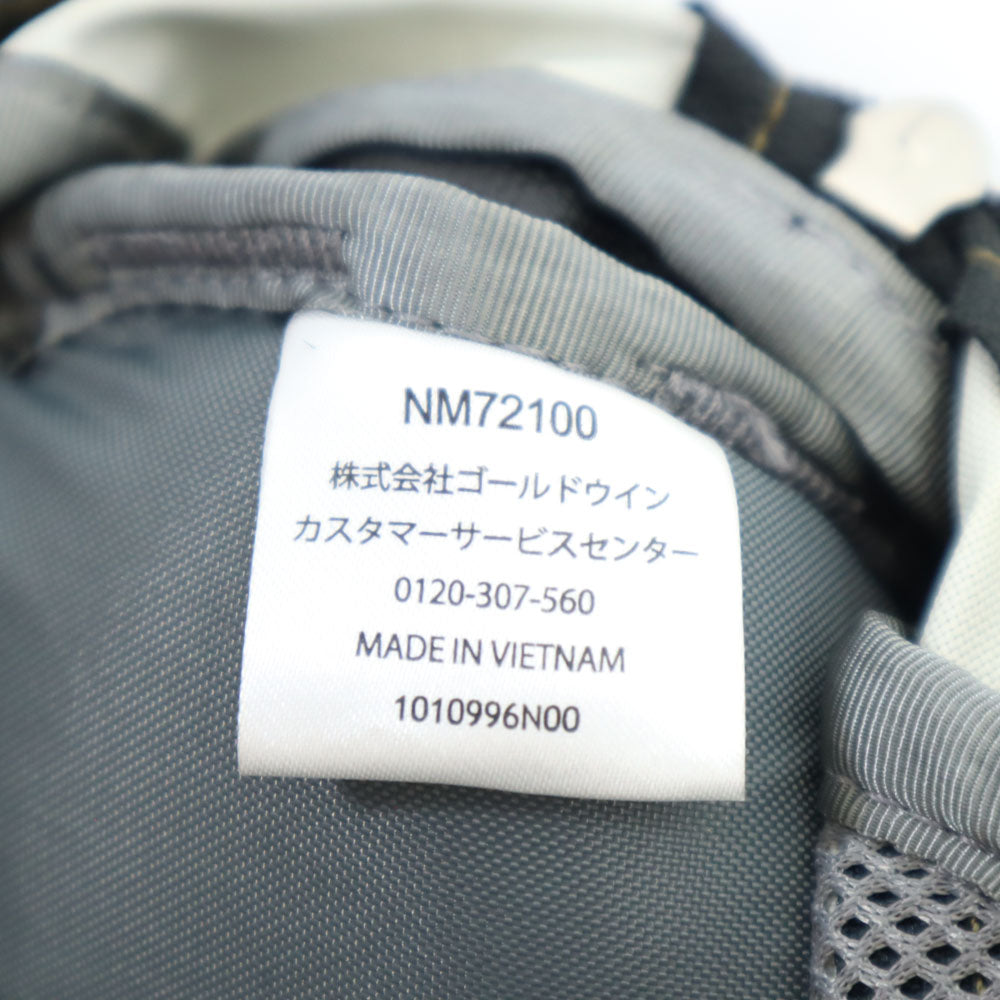 NM72100
株式会社ゴールドウイン
カスタマーサービスセンター
0120-307-560
MADE IN VIETNAM
1010996N00